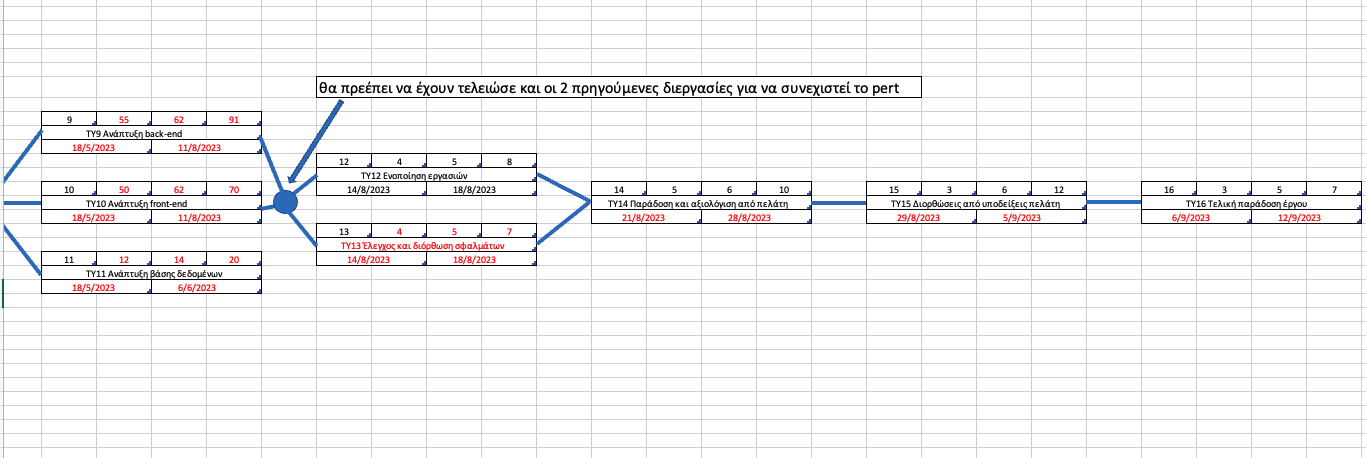 θα πρεέπει να έχουν τελειώσε και οι 2 πρηγούμενες διεργασίες για να συνεχιστεί το pert
9 55 62 91
ΤΥ9 Ανάπτυξη back-end
18/5/2023 11/8/2023
10 50 62 70
ΤΥ10 Ανάπτυξη front-end
18/5/2023 11/8/2023
11 12 14 20
ΤΥ11 Ανάπτυξη βάσης δεδομένων
18/5/2023 6/6/2023
12 4 5 8
ΤΥ12 Ενοποίηση εργασιών
14/8/2023 18/8/2023
13 4 5 7
ΤΥ13 Έλεγχος και διόρθωση σφαλμάτων
14/8/2023 18/8/2023
14 5 6 10
ΤΥ14 Παράδοση και αξιολόγιση από πελάτη
21/8/2023 28/8/2023
15 3 6 12
ΤΥ15 Διορθώσεις από υποδείξεις πελάτη
29/8/2023 5/9/2023
16 3 5 7
ΤΥ16 Τελική παράδοση έργου
6/9/2023 12/9/2023